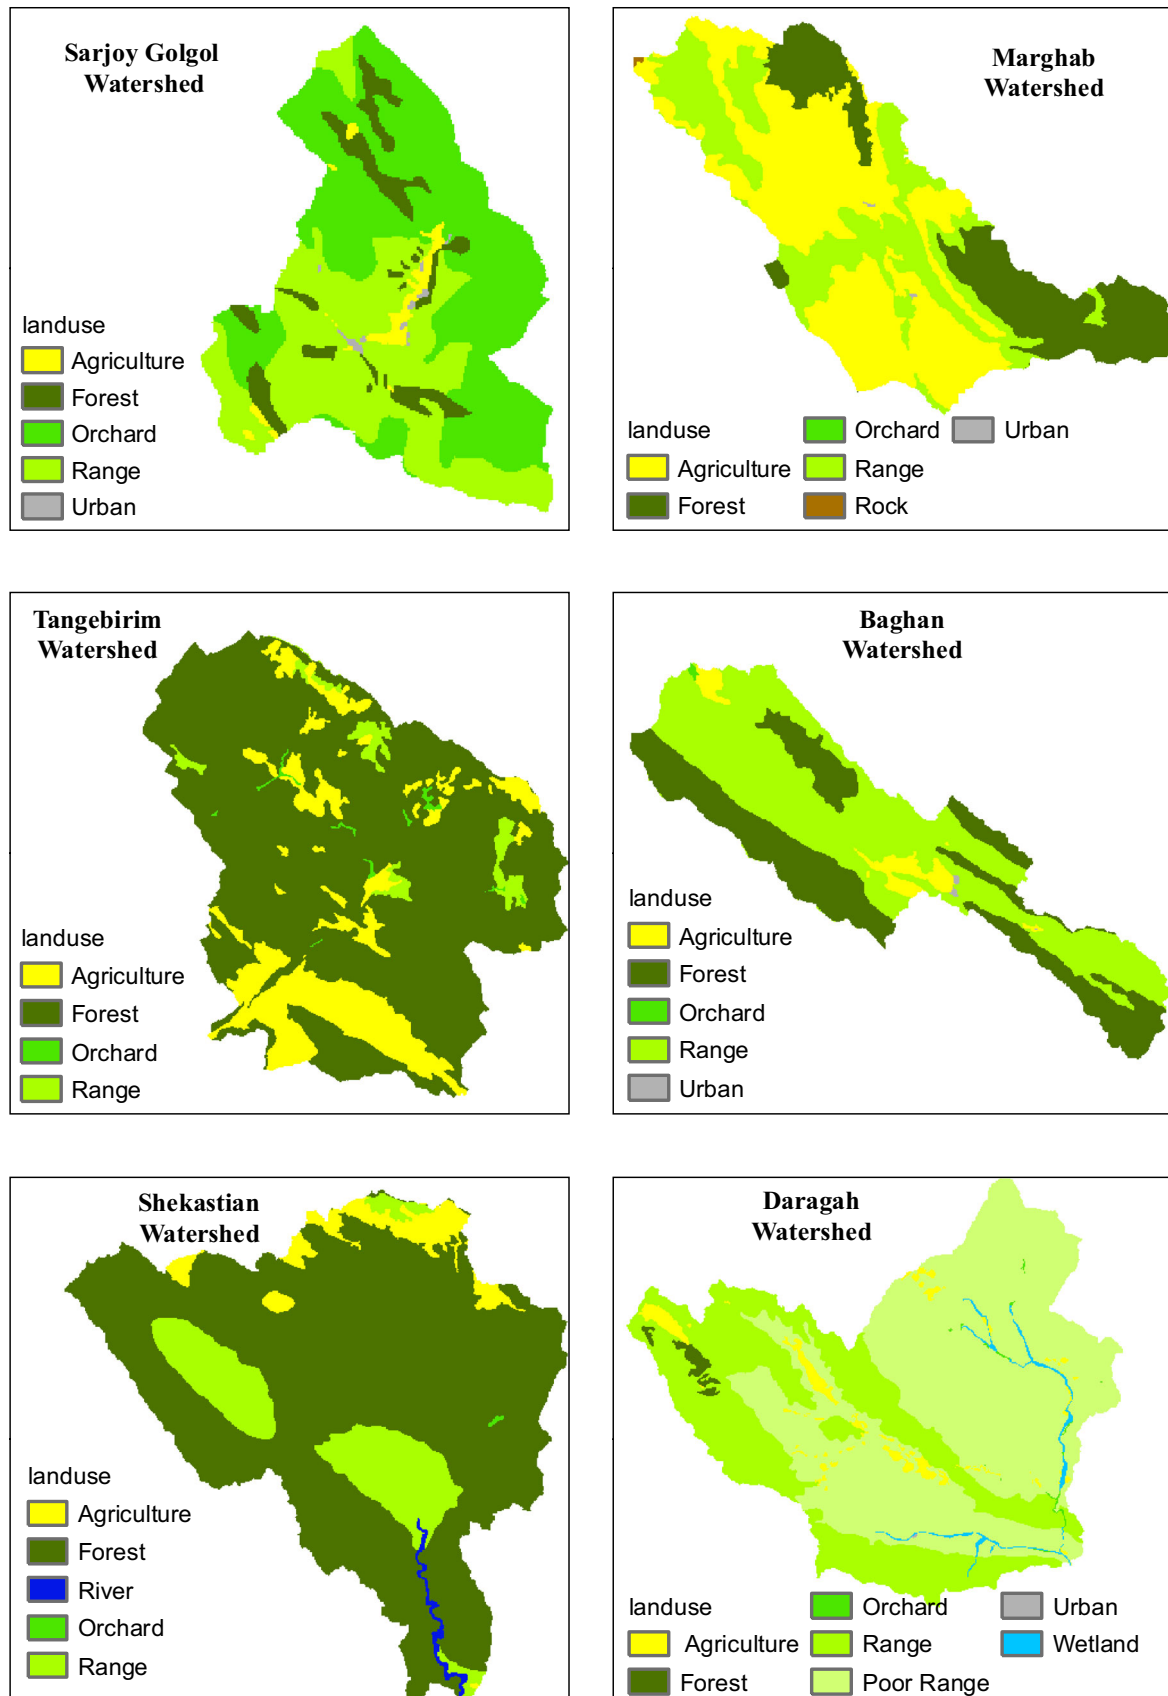 Sarjoy Golgol
Watershed
landuse
Agriculture
Forest
Orchard
Range
Urban
Marghab
Watershed
landuse
Agriculture
Forest
Orchard
Range
Rock
Urban
Tangebirim
Watershed
landuse
Agriculture
Forest
Orchard
Range
Baghan
Watershed
landuse
Agriculture
Forest
Orchard
Range
Urban
Shekastian
Watershed
landuse
Agriculture
Forest
River
Orchard
Range
Daragah
Watershed
landuse
Agriculture
Forest
Orchard
Range
Poor Range
Urban
Wetland